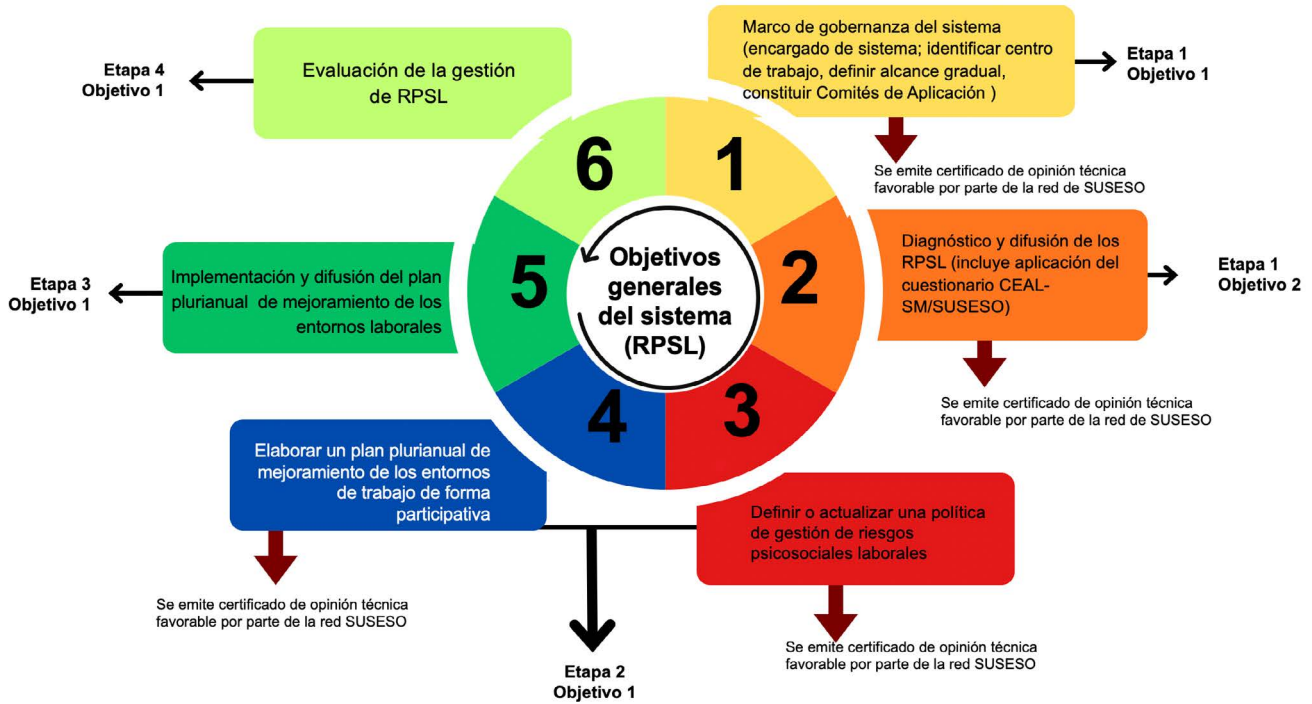 Marco de gobernanza del sistema
(encargado de sistema; identificar centro
de trabajo, definir alcance gradual,
constituir Comités de Aplicación )
Etapa 1
Objetivo 1
Se emite certificado de opinión técnica
favorable por parte de la red de SUSESO
Diagnóstico y difusión de los
RPSL (incluye aplicación del
cuestionario CEAL-
SM/SUSESO)
Etapa 1
Objetivo 2
Se emite certificado de opinión técnica
favorable por parte de la red de SUSESO
Definir o actualizar una política
de gestión de riesgos
psicosociales laborales
Se emite certificado de opinión técnica
favorable por parte de la red SUSESO
Etapa 2
Objetivo 1
Elaborar un plan plurianual de
mejoramiento de los entornos
de trabajo de forma
participativa
Se emite certificado de opinión técnica
favorable por parte de la red SUSESO
Implementación y difusión del plan
plurianual de mejoramiento de los
entornos laborales
Etapa 3
Objetivo 1
Evaluación de la gestión
de RPSL
Etapa 4
Objetivo 1
1
2
3
4
5
6
Objetivos
generales
del sistema
(RPSL)